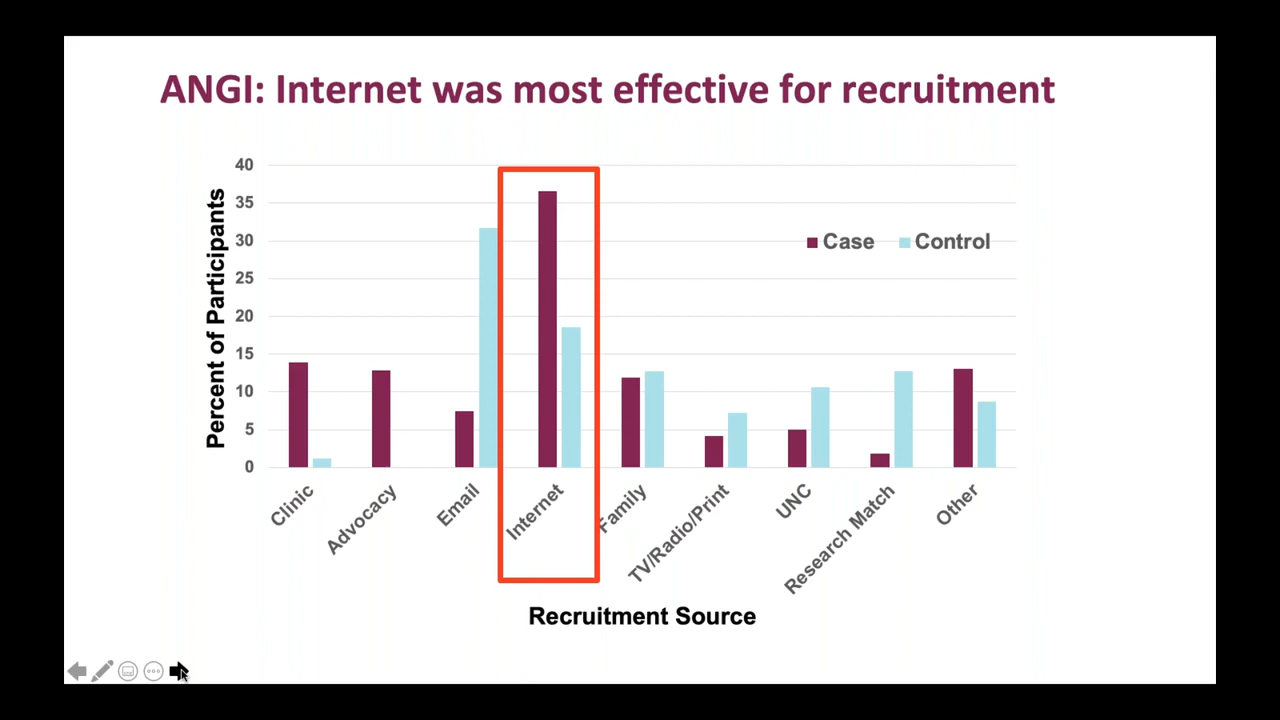 ANGI: Internet was most effective for recruitment
40
35
30
25
20
15
10
5
0
Percent of Participants
Case
Control
Clinic
Advocacy
Email
Internet
Family
TV/Radio/Print
UNC
Research Match
Other
Recruitment Source